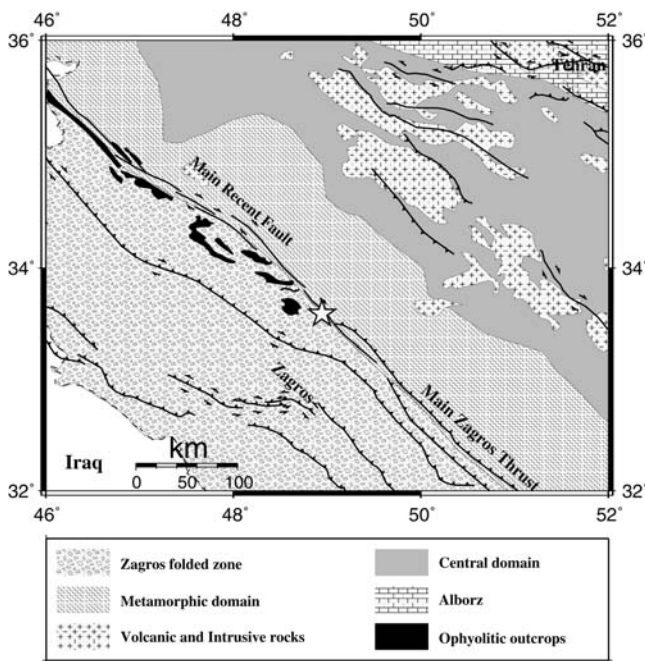 46 48 50 52
36 36
Tehran
Main Recent Fault
34 34
Zagros
Main Zagros Thrust
Iraq
km
0 50 100
32 32
46 48 50 52
Zagros folded zone
Central domain
Metamorphic domain
Alborz
Volcanic and Intrusive rocks
Ophyolitic outcrops